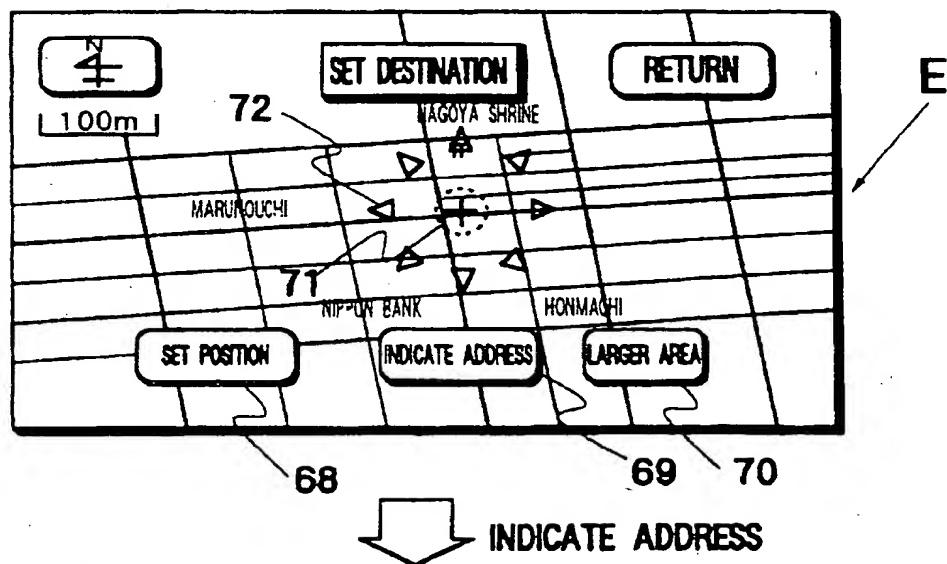 N
SET DESTINATION
RETURN
E
100m
72
NAGOYA SHRINE
MARUNOUCHI
71
NIPPON BANK
HONMACHI
SET POSITION
INDICATE ADDRESS
LARGER AREA
68
69
70
INDICATE ADDRESS